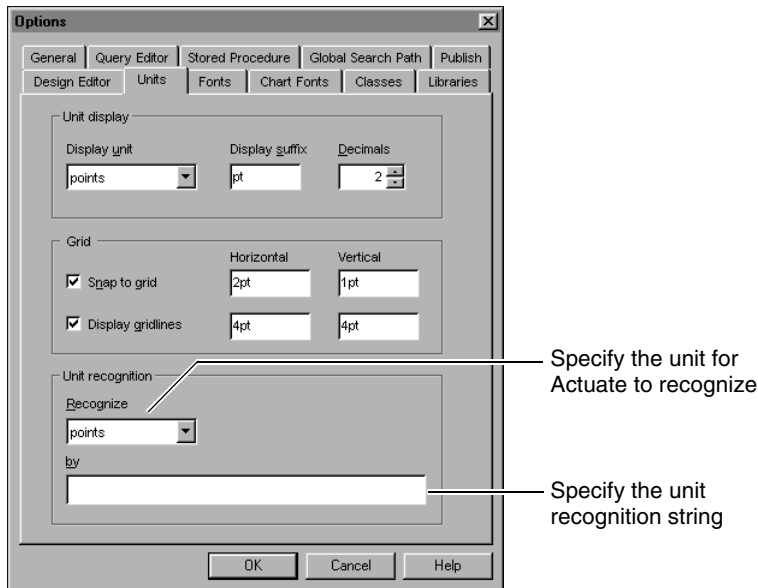 Options
General Query Editor Stored Procedure Global Search Path Publish
Design Editor Units Fonts Chart Fonts Classes Libraries
Unit display
Display unit Display suffix Decimals
points pt 2
Grid
Horizontal Vertical
Snap to grid 2pt 1pt
Display gridlines 4pt 4pt
Specify the unit for
Actuate to recognize
Unit recognition
Recognize
points
by
Specify the unit
recognition string
OK Cancel Help